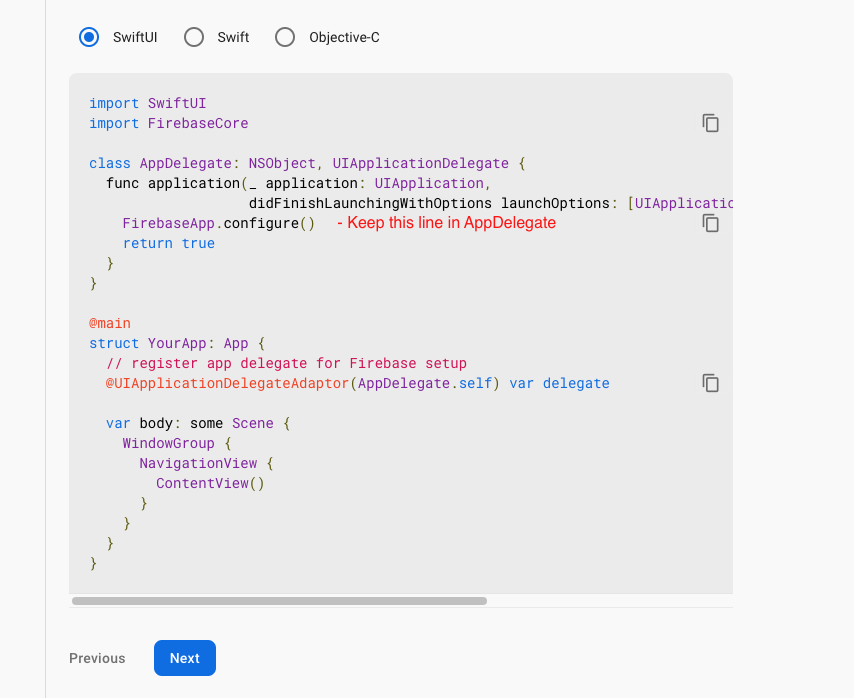 SwiftUI Swift Objective-C
import SwiftUI
import FirebaseCore
class AppDelegate: NSObject, UIApplicationDelegate {
  func application(_ application: UIApplication,
                   didFinishLaunchingWithOptions launchOptions: [UIApplicatio
    FirebaseApp.configure() - Keep this line in AppDelegate
    return true
  }
}
@main
struct YourApp: App {
  // register app delegate for Firebase setup
  @UIApplicationDelegateAdaptor(AppDelegate.self) var delegate
  var body: some Scene {
    WindowGroup {
      NavigationView {
        ContentView()
      }
    }
  }
}
Previous Next